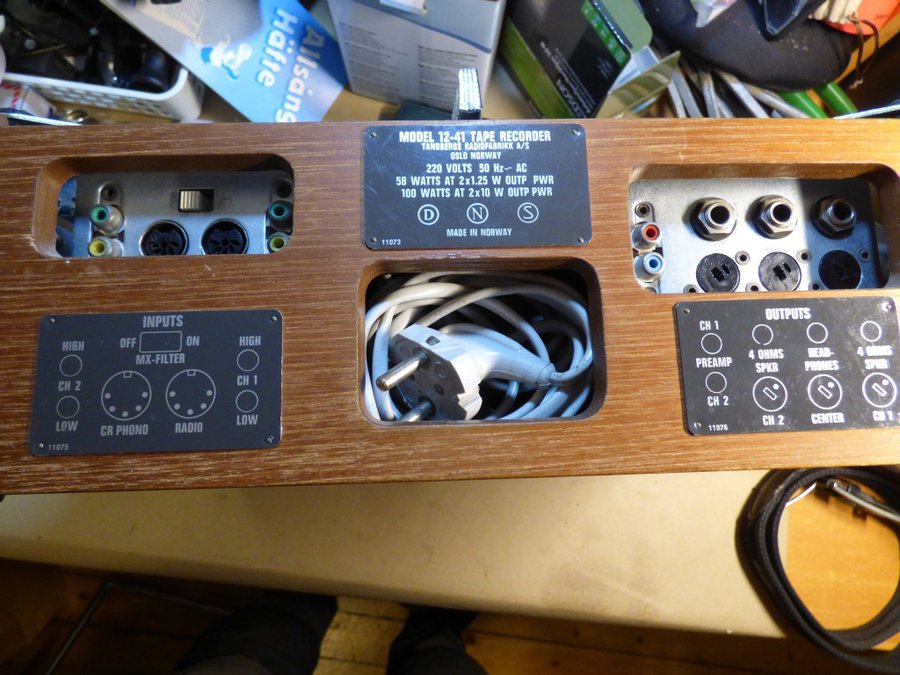 Allsång
Häfte
MODEL 12-41 TAPE RECORDER
TANDBERGS RADIOFABRIKK A/S
OSLO NORWAY
220 VOLTS 50 Hz~ AC
58 WATTS AT 2x1.25 W OUTP PWR
100 WATTS AT 2x10 W OUTP PWR
D N S
11073
MADE IN NORWAY
INPUTS
HIGH
OFF
ON
HIGH
MX-FILTER
CH 2
CH 1
LOW
CR PHONO
RADIO
LOW
11075
OUTPUTS
CH 1
PREAMP
CH 2
4 OHMS
SPKR
HEAD-
PHONES
4 OHMS
SPKR
CH 2
CENTER
CH 1
11076